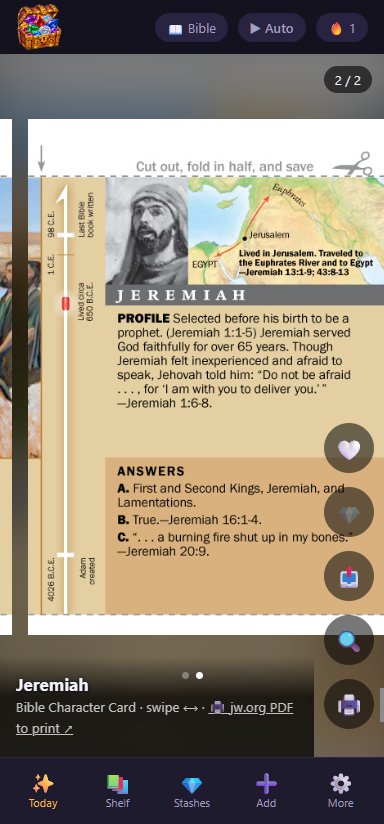 Bible
Auto
1
2 / 2
Cut out, fold in half, and save
98 C.E.
Last Bible
book written
1 C.E.
Lived circa
650 B.C.E.
4026 B.C.E.
Adam
created
Euphrates
Jerusalem
EGYPT
Lived in Jerusalem. Traveled to
the Euphrates River and to Egypt
—Jeremiah 13:1-9; 43:8-13
JEREMIAH
PROFILE Selected before his birth to be a
prophet. (Jeremiah 1:1-5) Jeremiah served
God faithfully for over 65 years. Though
Jeremiah felt inexperienced and afraid to
speak, Jehovah told him: “Do not be afraid
. . . , for ‘I am with you to deliver you.’ ”
—Jeremiah 1:6-8.
ANSWERS
A. First and Second Kings, Jeremiah, and
Lamentations.
B. True.—Jeremiah 16:1-4.
C. “. . . a burning fire shut up in my bones.”
—Jeremiah 20:9.
Jeremiah
Bible Character Card · swipe ↔ · 🖨 jw.org PDF
to print ↗
Today
Shelf
Stashes
Add
More